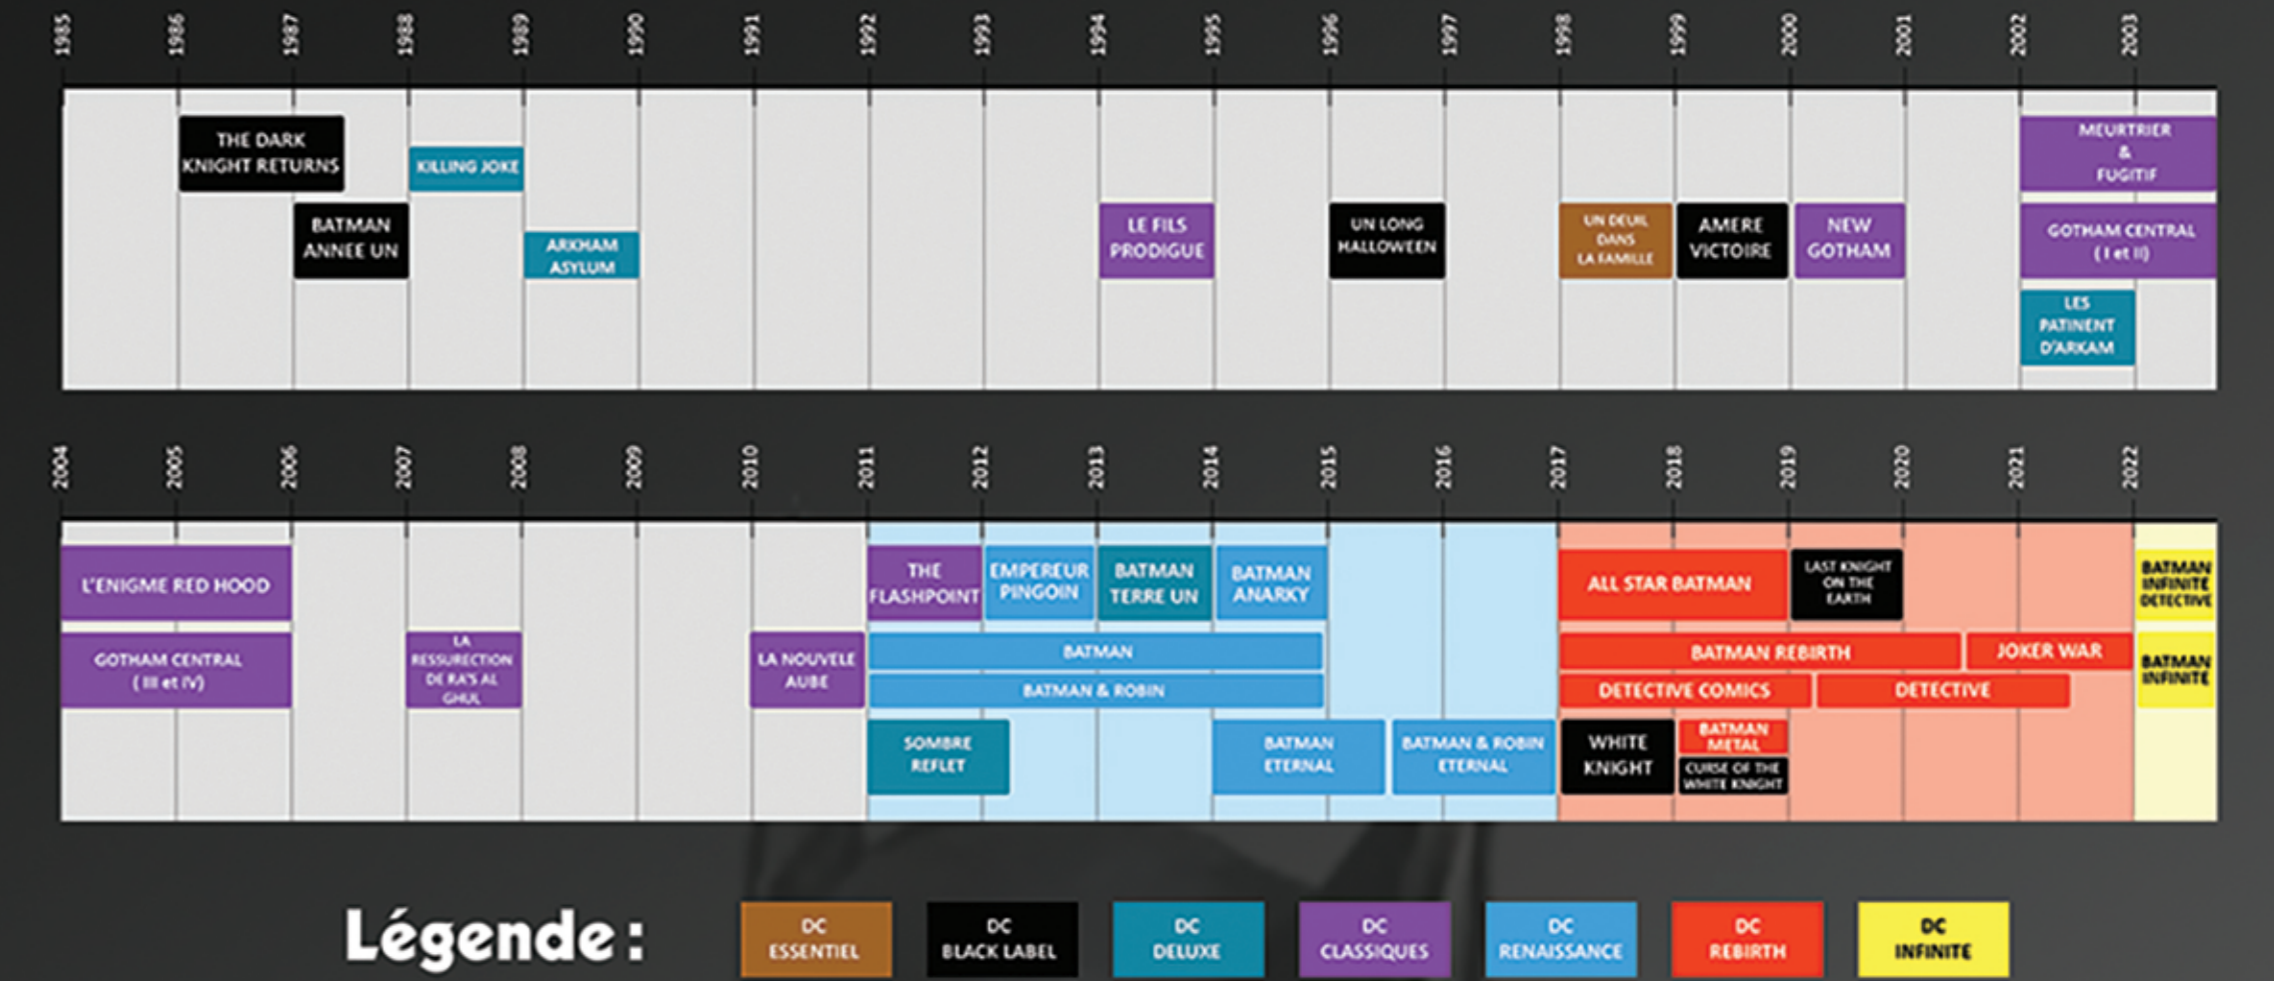 1985 1986 1987 1988 1989 1990 1991 1992 1993 1994 1995 1996 1997 1998 1999 2000 2001 2002 2003
THE DARK
KNIGHT RETURNS
KILLING JOKE
MEURTRIER
&
FUGITIF
BATMAN
ANNEE UN
ARKHAM
ASYLUM
LE FILS
PRODIGUE
UN LONG
HALLOWEEN
UN DEUIL
DANS
LA FAMILLE
AMERE
VICTOIRE
NEW
GOTHAM
GOTHAM CENTRAL
( I et II)
LES
PATINENT
D'ARKAM
2004 2005 2006 2007 2008 2009 2010 2011 2012 2013 2014 2015 2016 2017 2018 2019 2020 2021 2022
L'ENIGME RED HOOD
THE
FLASHPOINT
EMPEREUR
PINGOIN
BATMAN
TERRE UN
BATMAN
ANARKY
ALL STAR BATMAN
LAST KNIGHT
ON THE
EARTH
BATMAN
INFINITE
DETECTIVE
GOTHAM CENTRAL
( III et IV)
LA
RESSURECTION
DE RA'S AL
GHUL
LA NOUVELE
AUBE
BATMAN
BATMAN & ROBIN
BATMAN REBIRTH
JOKER WAR
DETECTIVE COMICS
DETECTIVE
BATMAN
INFINITE
SOMBRE
REFLET
BATMAN
ETERNAL
BATMAN & ROBIN
ETERNAL
WHITE
KNIGHT
BATMAN
METAL
CURSE OF THE
WHITE KNIGHT
Légende :
DC
ESSENTIEL
DC
BLACK LABEL
DC
DELUXE
DC
CLASSIQUES
DC
RENAISSANCE
DC
REBIRTH
DC
INFINITE